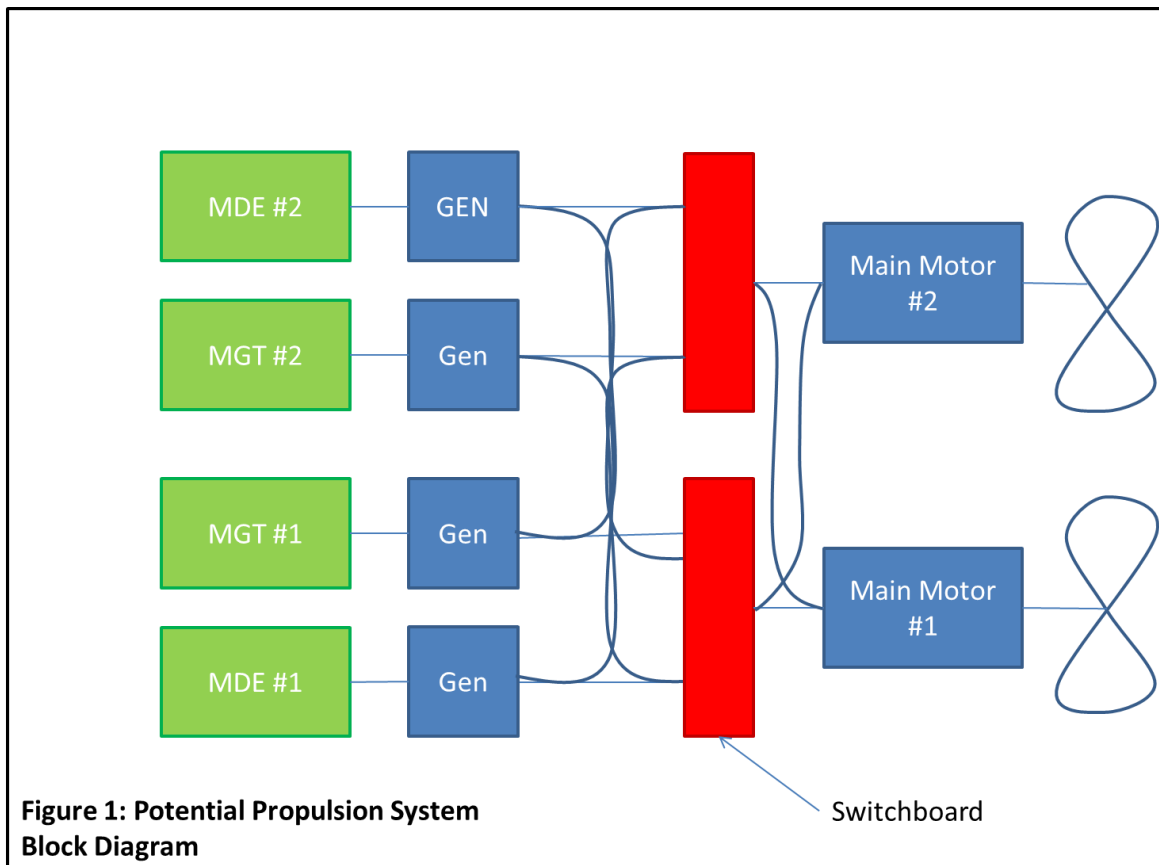 MDE #2
GEN
MGT #2
Gen
Main Motor
#2
MGT #1
Gen
Main Motor
#1
MDE #1
Gen
Switchboard
Figure 1: Potential Propulsion System
Block Diagram